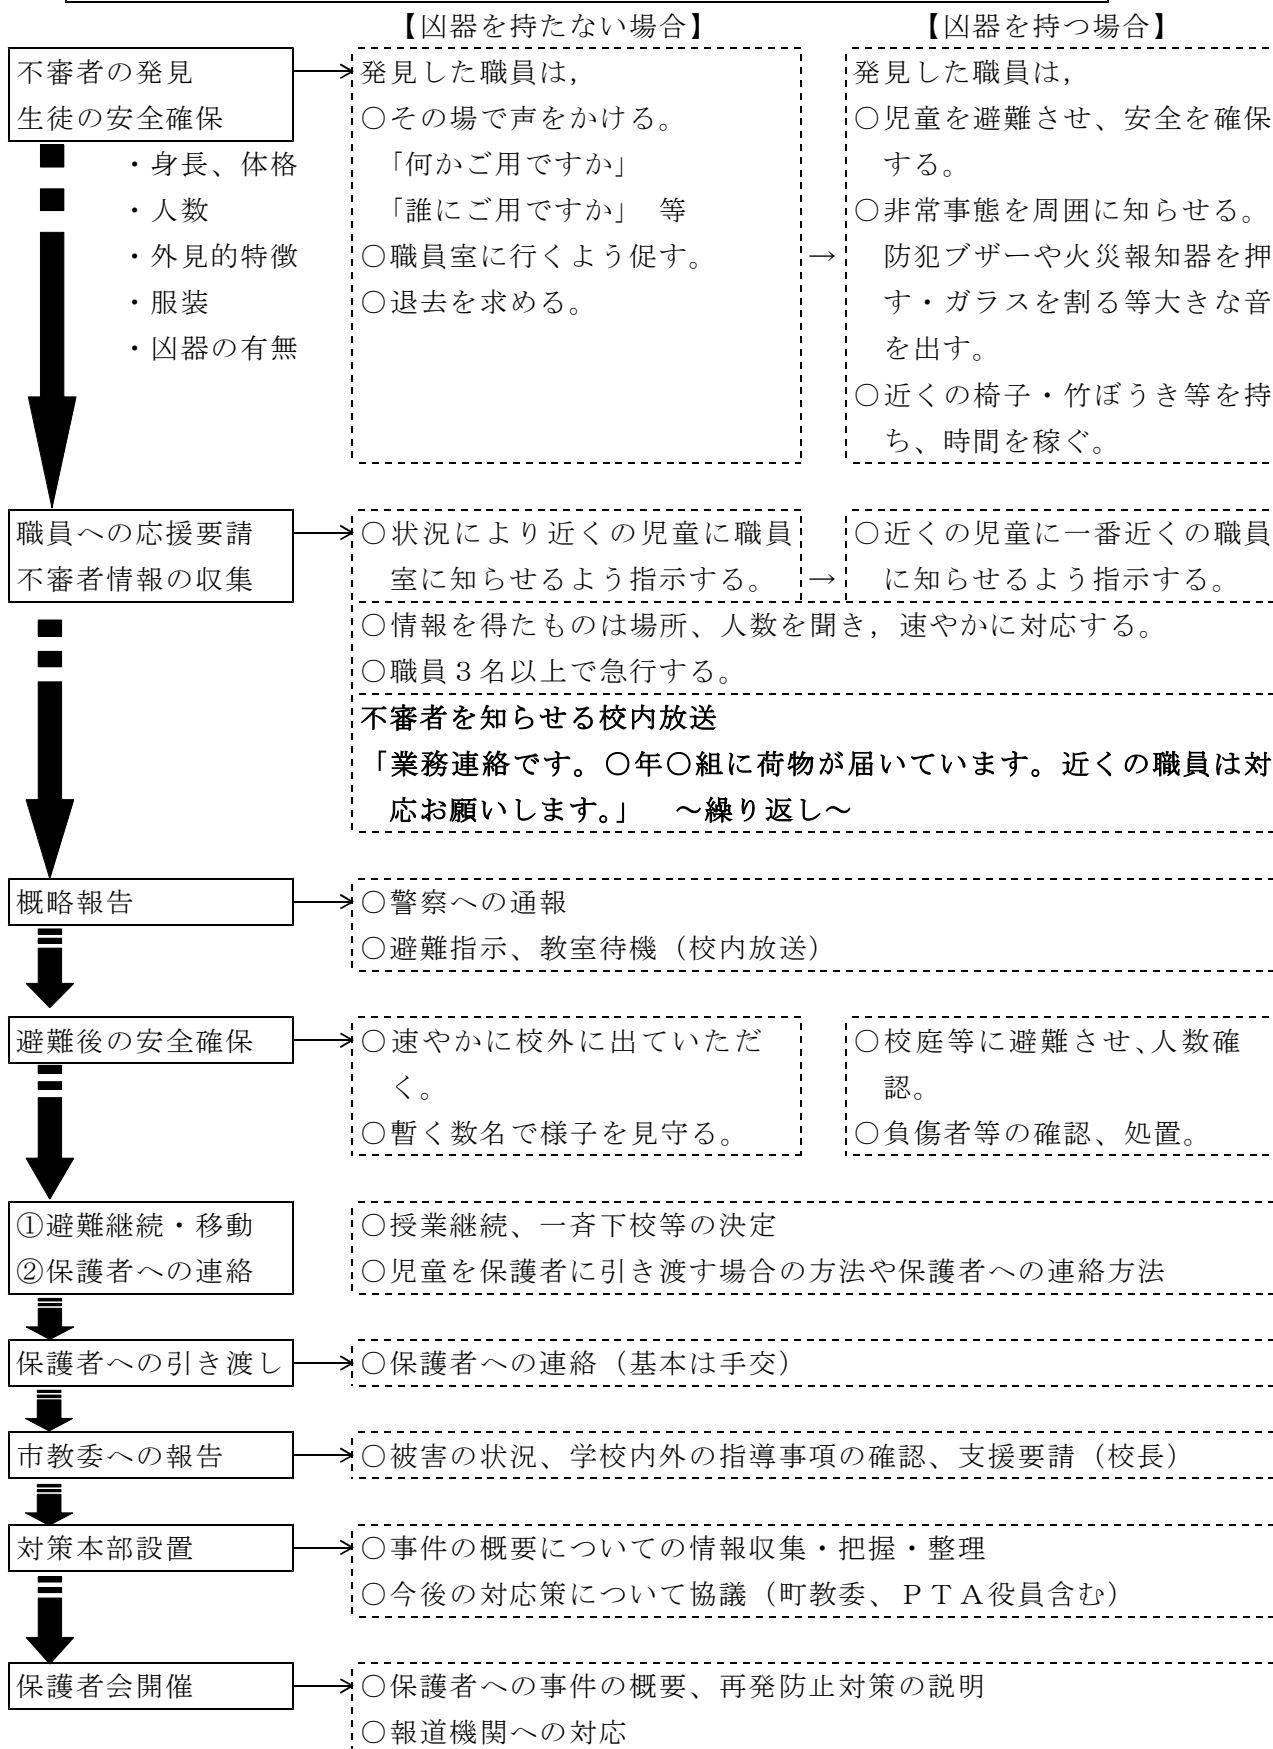 【凶器を持たない場合】
【凶器を持つ場合】
不審者の発見
生徒の安全確保
・身長、体格
・人数
・外見的特徴
・服装
・凶器の有無
発見した職員は,
○その場で声をかける。
「何かご用ですか」
「誰にご用ですか」 等
○職員室に行くよう促す。
○退去を求める。
→
発見した職員は,
○児童を避難させ、安全を確保
する。
○非常事態を周囲に知らせる。
防犯ブザーや火災報知器を押
す・ガラスを割る等大きな音
を出す。
○近くの椅子・竹ぼうき等を持
ち、時間を稼ぐ。
職員への応援要請
不審者情報の収集
○状況により近くの児童に職員
室に知らせるよう指示する。
→
○近くの児童に一番近くの職員
に知らせるよう指示する。
○情報を得たものは場所、人数を聞き,速やかに対応する。
○職員3名以上で急行する。
不審者を知らせる校内放送
「業務連絡です。○年○組に荷物が届いています。近くの職員は対
応お願いします。」 ~繰り返し~
概略報告
○警察への通報
○避難指示、教室待機(校内放送)
避難後の安全確保
○速やかに校外に出ていただ
く。
○暫く数名で様子を見守る。
○校庭等に避難させ、人数確
認。
○負傷者等の確認、処置。
①避難継続・移動
②保護者への連絡
○授業継続、一斉下校等の決定
○児童を保護者に引き渡す場合の方法や保護者への連絡方法
保護者への引き渡し
○保護者への連絡(基本は手交)
市教委への報告
○被害の状況、学校内外の指導事項の確認、支援要請(校長)
対策本部設置
○事件の概要についての情報収集・把握・整理
○今後の対応策について協議(町教委、PTA役員含む)
保護者会開催
○保護者への事件の概要、再発防止対策の説明
○報道機関への対応